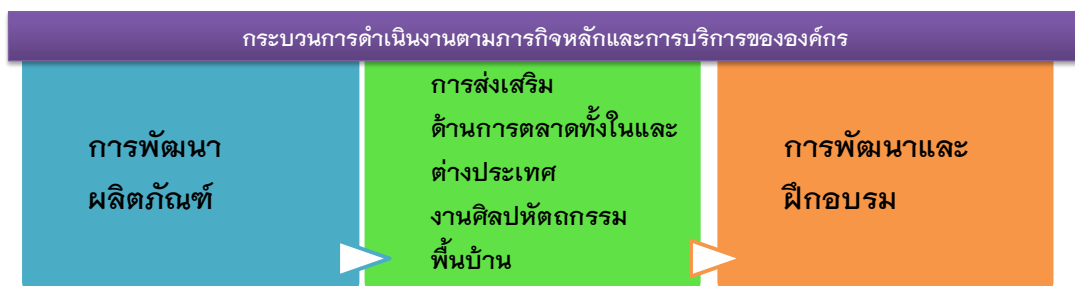 กระบวนการดำเนินงานตามภารกิจหลักและการบริการขององค์กร
การพัฒนา
ผลิตภัณฑ์
การส่งเสริม
ด้านการตลาดทั้งในและ
ต่างประเทศ
งานศิลปหัตถกรรม
พื้นบ้าน
การพัฒนาและ
ฝึกอบรม